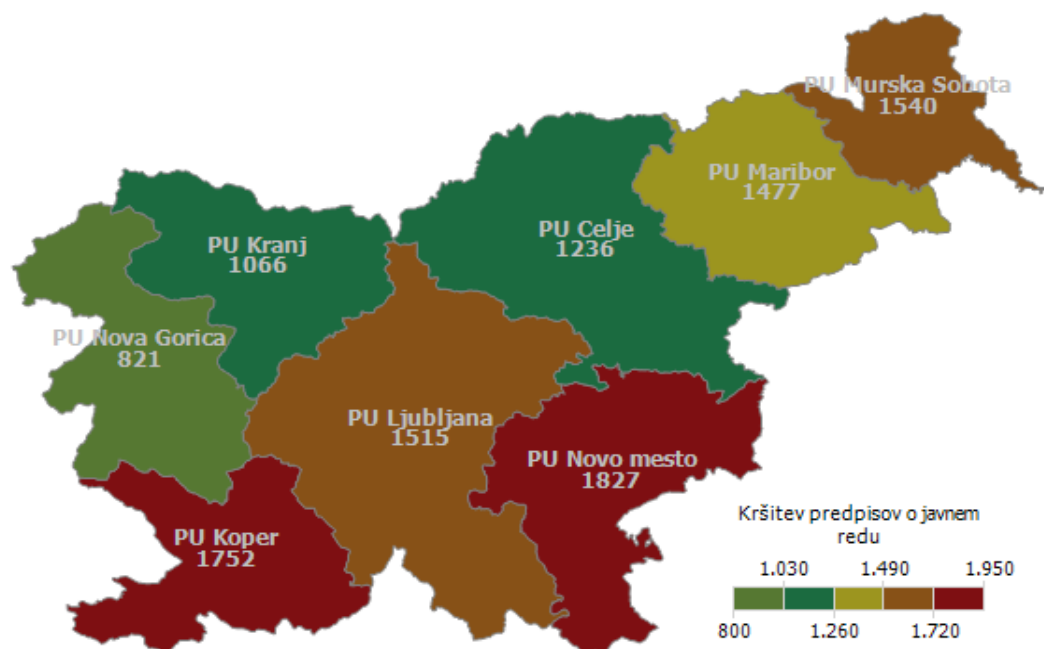 PU Murska Sobota
1540
PU Maribor
1477
PU Celje
1236
PU Kranj
1066
PU Nova Gorica
821
PU Ljubljana
1515
PU Novo mesto
1827
PU Koper
1752
Kršitev predpisov o javnem
redu
1.030 1.490 1.950
800 1.260 1.720